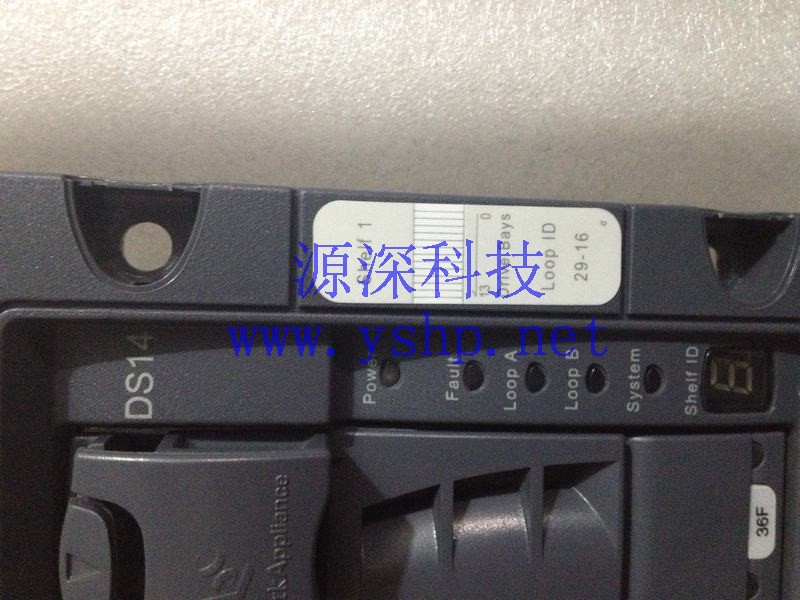 Shelf 1
13 0
Drive Bays
Loop ID
29-16
源深科技
www.yshp.net
DS14
Power
Fault
Loop A
Loop B
System
Shelf ID
Appliance
36F